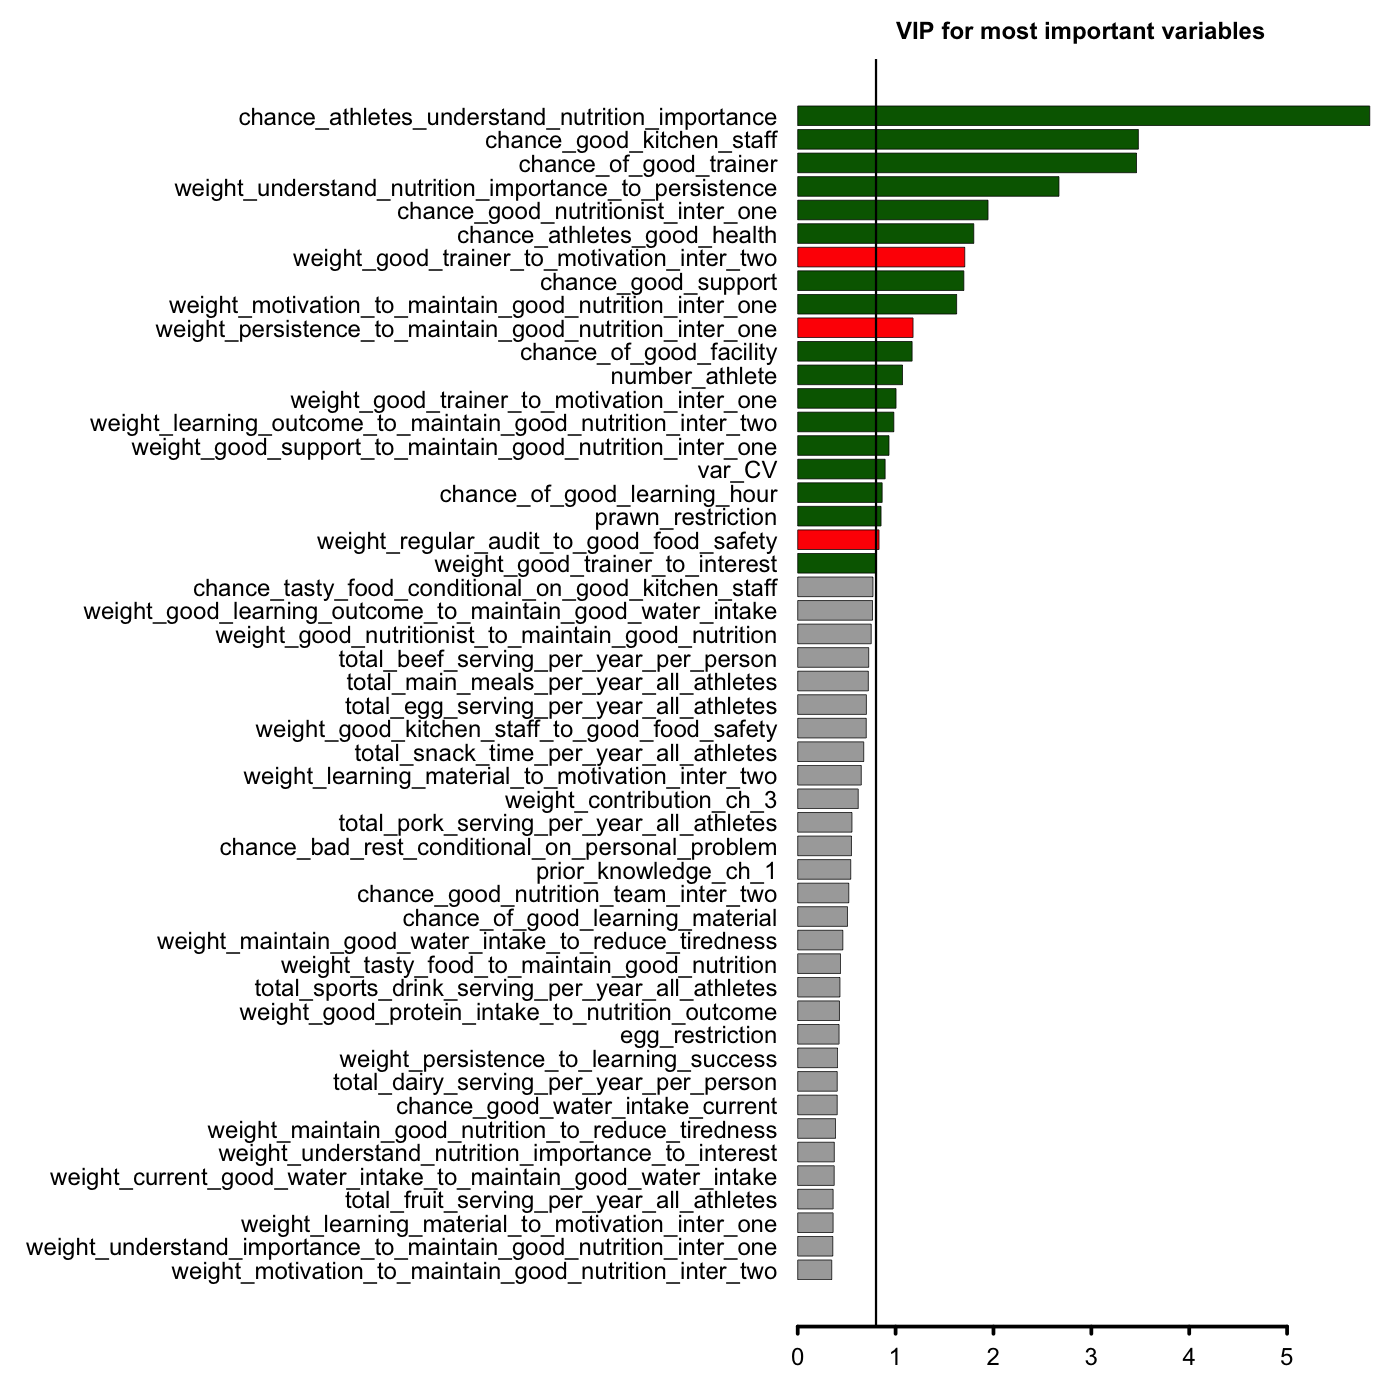 VIP for most important variables
chance_athletes_understand_nutrition_importance
chance_good_kitchen_staff
chance_of_good_trainer
weight_understand_nutrition_importance_to_persistence
chance_good_nutritionist_inter_one
chance_athletes_good_health
weight_good_trainer_to_motivation_inter_two
chance_good_support
weight_motivation_to_maintain_good_nutrition_inter_one
weight_persistence_to_maintain_good_nutrition_inter_one
chance_of_good_facility
number_athlete
weight_good_trainer_to_motivation_inter_one
weight_learning_outcome_to_maintain_good_nutrition_inter_two
weight_good_support_to_maintain_good_nutrition_inter_one
var_CV
chance_of_good_learning_hour
prawn_restriction
weight_regular_audit_to_good_food_safety
weight_good_trainer_to_interest
chance_tasty_food_conditional_on_good_kitchen_staff
weight_good_learning_outcome_to_maintain_good_water_intake
weight_good_nutritionist_to_maintain_good_nutrition
total_beef_serving_per_year_per_person
total_main_meals_per_year_all_athletes
total_egg_serving_per_year_all_athletes
weight_good_kitchen_staff_to_good_food_safety
total_snack_time_per_year_all_athletes
weight_learning_material_to_motivation_inter_two
weight_contribution_ch_3
total_pork_serving_per_year_all_athletes
chance_bad_rest_conditional_on_personal_problem
prior_knowledge_ch_1
chance_good_nutrition_team_inter_two
chance_of_good_learning_material
weight_maintain_good_water_intake_to_reduce_tiredness
weight_tasty_food_to_maintain_good_nutrition
total_sports_drink_serving_per_year_all_athletes
weight_good_protein_intake_to_nutrition_outcome
egg_restriction
weight_persistence_to_learning_success
total_dairy_serving_per_year_per_person
chance_good_water_intake_current
weight_maintain_good_nutrition_to_reduce_tiredness
weight_understand_nutrition_importance_to_interest
weight_current_good_water_intake_to_maintain_good_water_intake
total_fruit_serving_per_year_all_athletes
weight_learning_material_to_motivation_inter_one
weight_understand_importance_to_maintain_good_nutrition_inter_one
weight_motivation_to_maintain_good_nutrition_inter_two
0 1 2 3 4 5